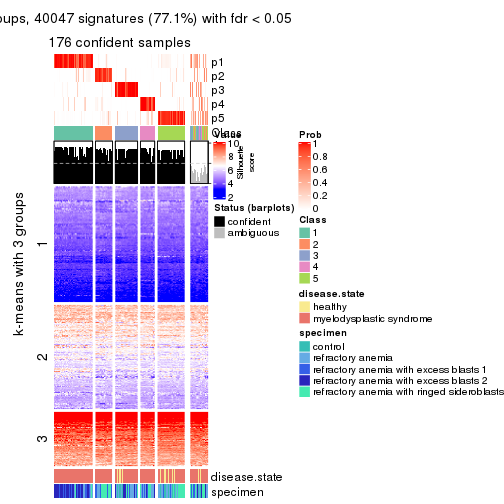 oups, 40047 signatures (77.1%) with fdr < 0.05
176 confident samples
p1
p2
p3
p4
p5
Class
Value
10
8
6
4
2
Silhouette
score
Status (barplots)
confident
ambiguous
Prob
1
0.8
0.6
0.4
0.2
0
Class
1
2
3
4
5
disease.state
healthy
myelodysplastic syndrome
specimen
control
refractory anemia
refractory anemia with excess blasts 1
refractory anemia with excess blasts 2
refractory anemia with ringed sideroblasts
k-means with 3 groups
1
2
3
disease.state
specimen